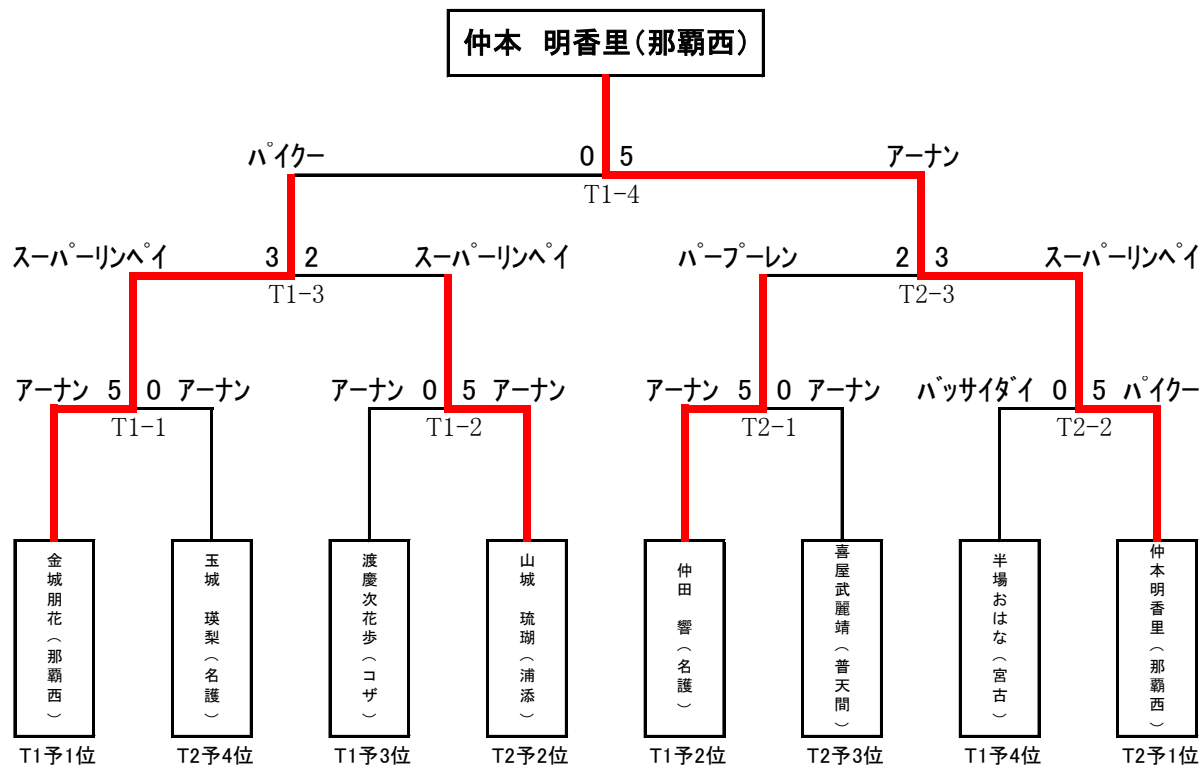 仲本　明香里(那覇西)
パイクー 0 5 アーナン
T1-4
スーパーリンペイ 3 2 スーパーリンペイ パープーレン 2 3 スーパーリンペイ
T1-3 T2-3
アーナン 5 0 アーナン アーナン 0 5 アーナン アーナン 5 0 アーナン バッサイダイ 0 5 パイクー
T1-1 T1-2 T2-1 T2-2
金城朋花(那覇西)
玉城　瑛梨(名護)
渡慶次花歩(コザ)
山城　琉瑚(浦添)
仲田　響(名護)
喜屋武麗靖(普天間)
半場おはな(宮古)
仲本明香里(那覇西)
T1予1位 T2予4位 T1予3位 T2予2位 T1予2位 T2予3位 T1予4位 T2予1位